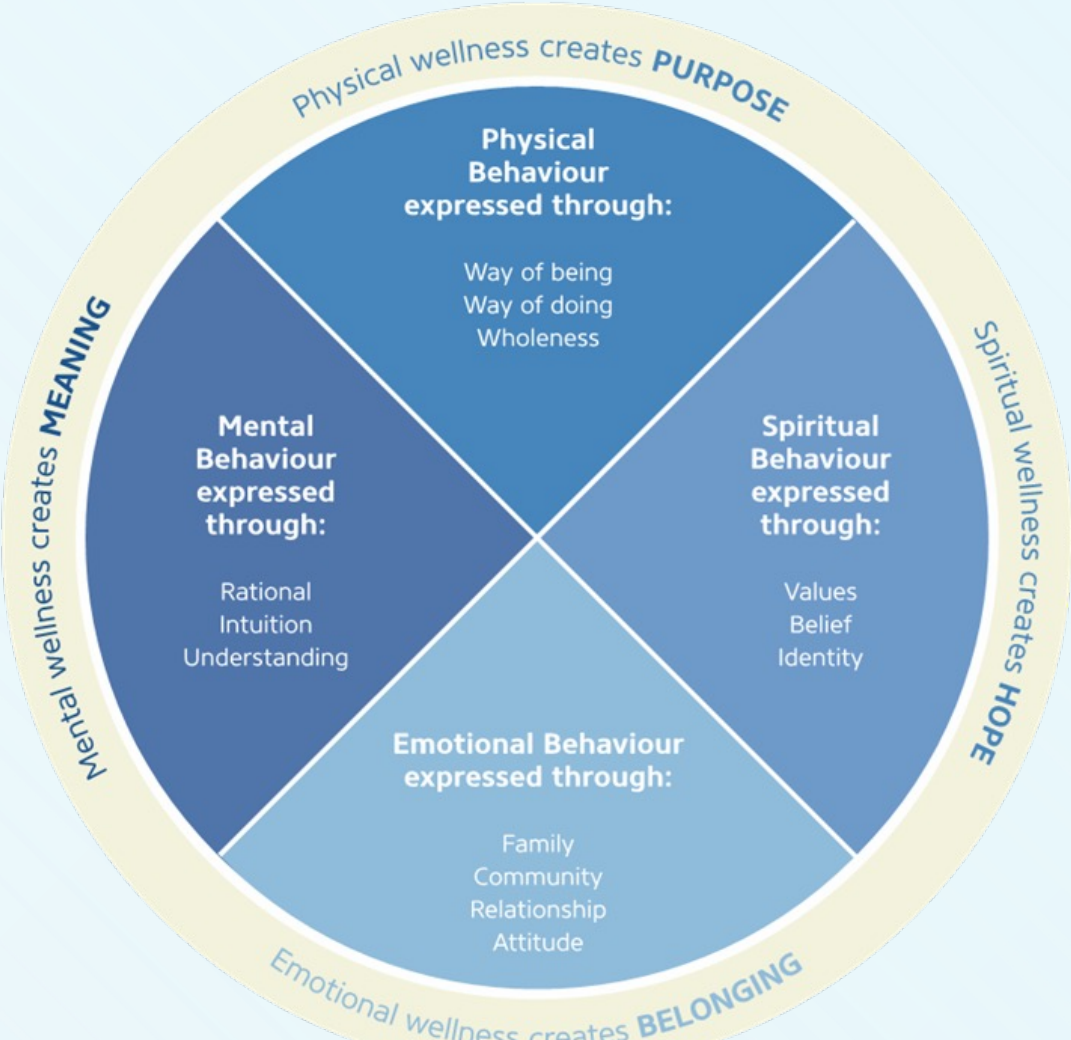 Physical wellness creates PURPOSE
Physical
Behaviour
expressed through:
Way of being
Way of doing
Wholeness
Mental wellness creates MEANING
Mental
Behaviour
expressed
through:
Rational
Intuition
Understanding
Spiritual
Behaviour
expressed
through:
Values
Belief
Identity
Spiritual wellness creates HOPE
Emotional Behaviour
expressed through:
Family
Community
Relationship
Attitude
Emotional wellness creates BELONGING